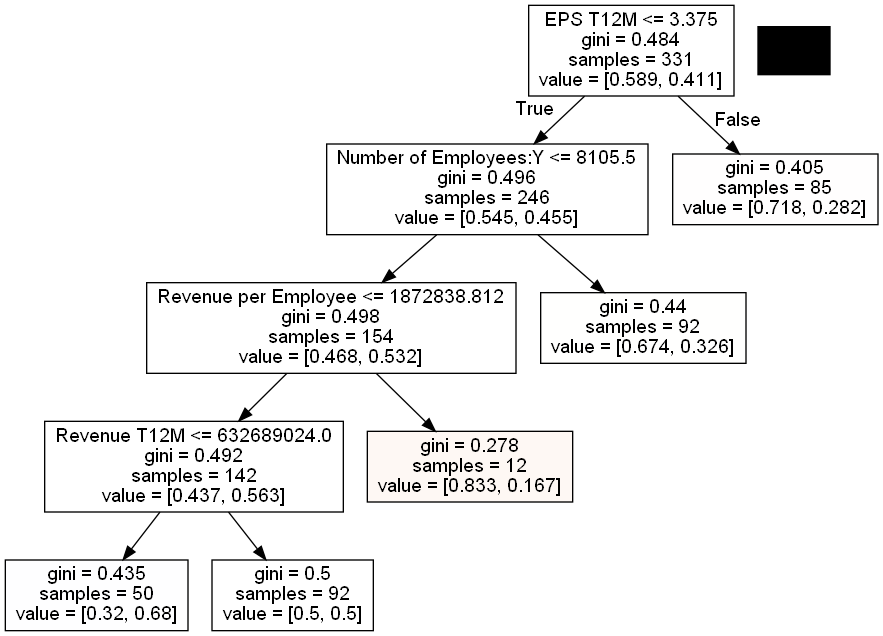 EPS T12M <= 3.375
gini = 0.484
samples = 331
value = [0.589, 0.411]
True
False
Number of Employees:Y <= 8105.5
gini = 0.496
samples = 246
value = [0.545, 0.455]
gini = 0.405
samples = 85
value = [0.718, 0.282]
Revenue per Employee <= 1872838.812
gini = 0.498
samples = 154
value = [0.468, 0.532]
gini = 0.44
samples = 92
value = [0.674, 0.326]
Revenue T12M <= 632689024.0
gini = 0.492
samples = 142
value = [0.437, 0.563]
gini = 0.278
samples = 12
value = [0.833, 0.167]
gini = 0.435
samples = 50
value = [0.32, 0.68]
gini = 0.5
samples = 92
value = [0.5, 0.5]